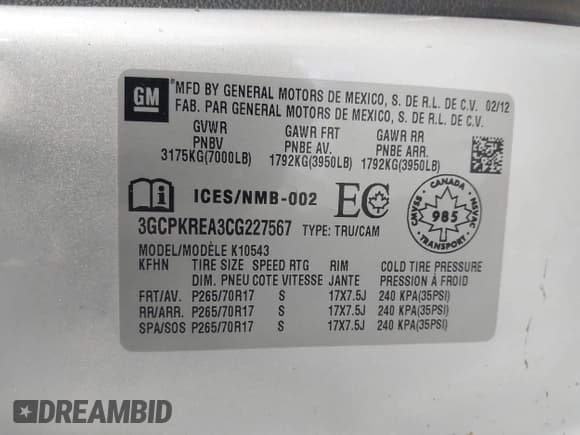 GM
®MFD BY GENERAL MOTORS DE MEXICO, S. DE R.L. DE C.V. 02/12
FAB. PAR GENERAL MOTORS DE MEXICO, S. DE R.L. DE C.V.
GVWR GAWR FRT GAWR RR
PNBV PNBE AV. PNBE ARR.
3175KG(7000LB) 1792KG(3950LB) 1792KG(3950LB)
i ICES/NMB-002 EC
CANADA
CMVSS NSVAC
985
TRANSPORT
3GCPKREA3CG227567 TYPE: TRU/CAM
MODEL/MODÈLE K10543
KFHN TIRE SIZE SPEED RTG RIM COLD TIRE PRESSURE
DIM. PNEU COTE VITESSE JANTE PRESSION À FROID
FRT/AV. P265/70R17 S 17X7.5J 240 KPA(35PSI)
RR/ARR. P265/70R17 S 17X7.5J 240 KPA(35PSI)
SPA/SOS P265/70R17 S 17X7.5J 240 KPA(35PSI)
DREAMBID